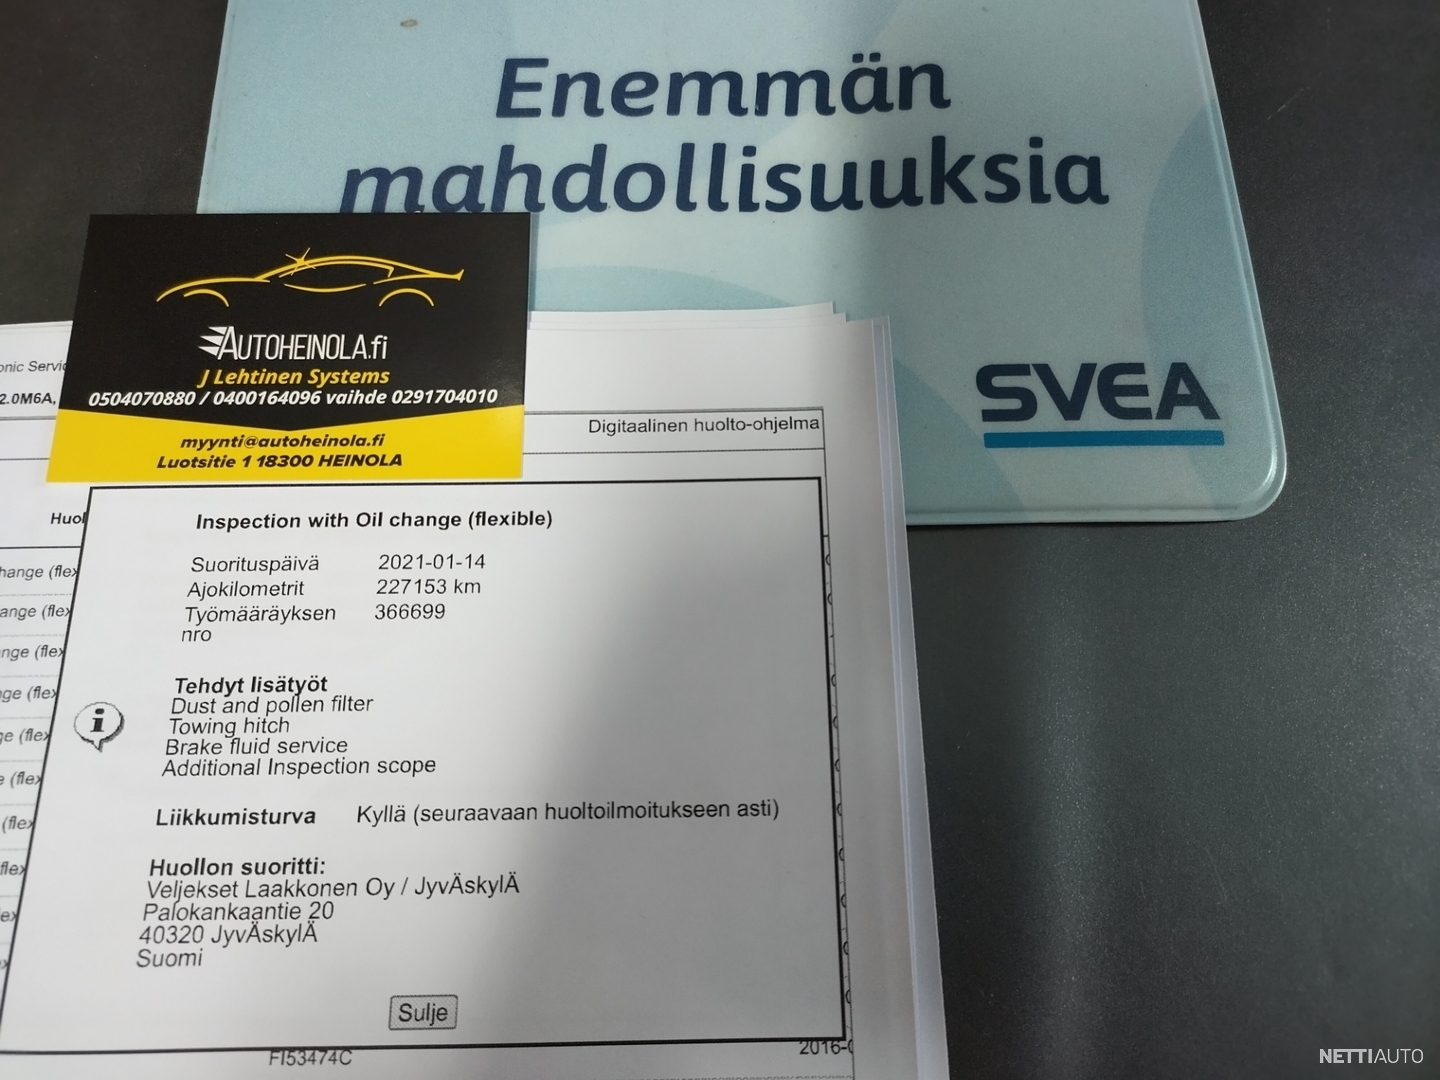 Enemmän
mahdollisuuksia
SVEA
AUTOHEINOLA.fi
J Lehtinen Systems
0504070880 / 0400164096 vaihde 0291704010
myynti@autoheinola.fi
Luotsitie 1 18300 HEINOLA
2.0M6A,
Digitaalinen huolto-ohjelma
Inspection with Oil change (flexible)
Suorituspäivä 2021-01-14
Ajokilometrit 227153 km
Työmääräyksen 366699
nro
Tehdyt lisätyöt
Dust and pollen filter
Towing hitch
Brake fluid service
Additional Inspection scope
Liikkumisturva Kyllä (seuraavaan huoltoilmoitukseen asti)
Huollon suoritti:
Veljekset Laakkonen Oy / JyvÄskylÄ
Palokankaantie 20
40320 JyvÄskylÄ
Suomi
Sulje
FI53474C
2016-
NETTIAUTO